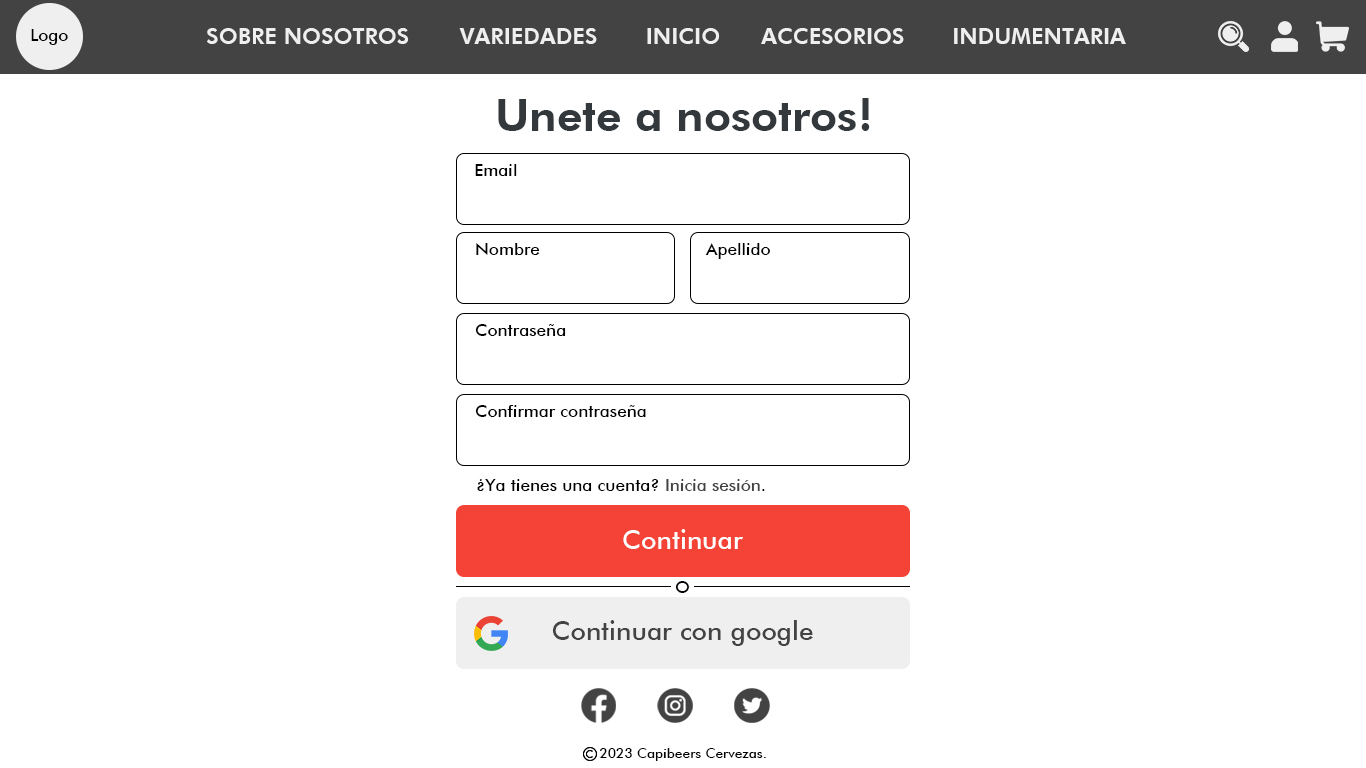 Logo
SOBRE NOSOTROS VARIEDADES INICIO ACCESORIOS INDUMENTARIA
Unete a nosotros!
Email
Nombre Apellido
Contraseña
Confirmar contraseña
¿Ya tienes una cuenta? Inicia sesión.
Continuar
O
Continuar con google
©2023 Capibeers Cervezas.